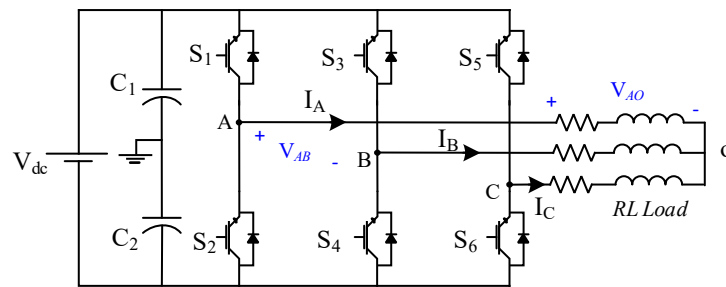 S1 S3 S5
C1 IA + VAO -
A + IB
Vdc VAB - B
C IC
C2 S2 S4 S6 RL Load